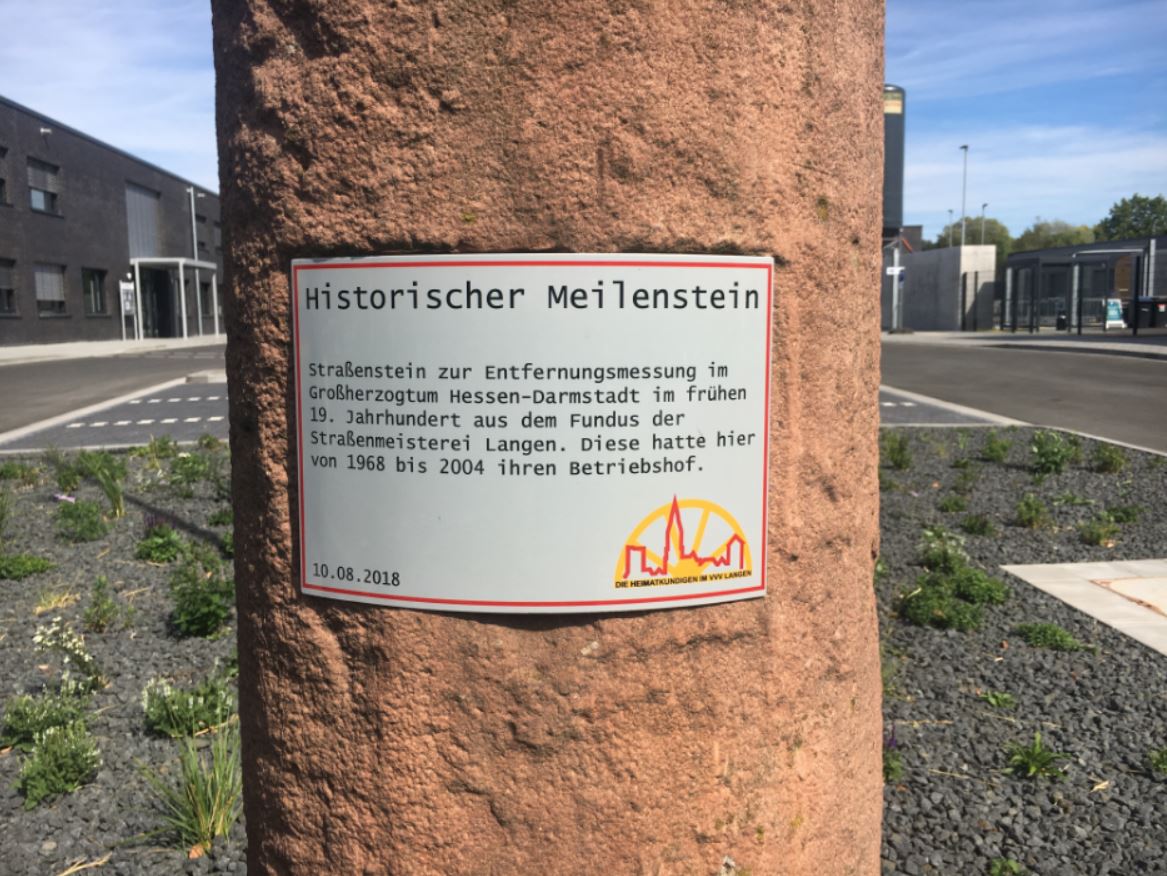 Historischer Meilenstein
Straßenstein zur Entfernungsmessung im
Großherzogtum Hessen-Darmstadt im frühen
19. Jahrhundert aus dem Fundus der
Straßenmeisterei Langen. Diese hatte hier
von 1968 bis 2004 ihren Betriebshof.
10.08.2018
DIE HEIMATKUNDIGEN IM VVV LANGEN